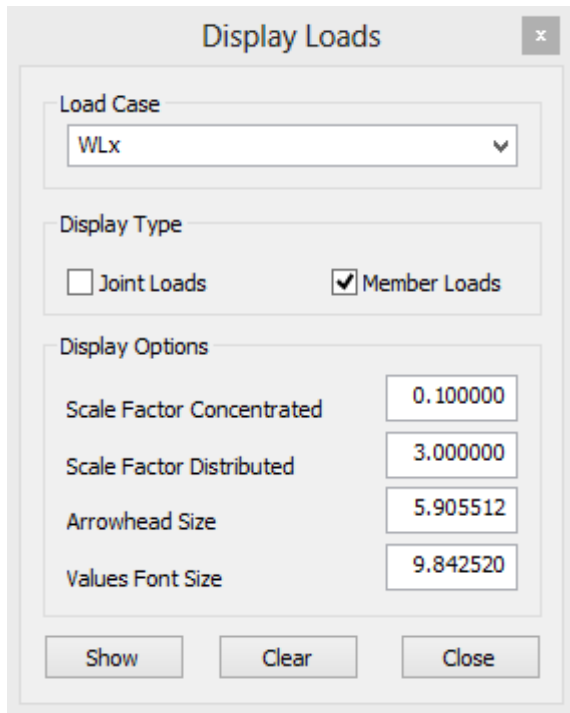 Display Loads
x
Load Case
WLx
Display Type
Joint Loads Member Loads
Display Options
Scale Factor Concentrated 0.100000
Scale Factor Distributed 3.000000
Arrowhead Size 5.905512
Values Font Size 9.842520
Show Clear Close